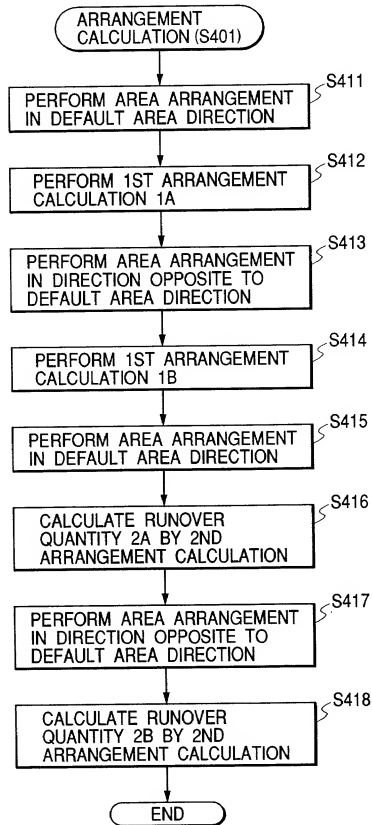 ARRANGEMENT
CALCULATION (S401)
S411
PERFORM AREA ARRANGEMENT
IN DEFAULT AREA DIRECTION
S412
PERFORM 1ST ARRANGEMENT
CALCULATION 1A
S413
PERFORM AREA ARRANGEMENT
IN DIRECTION OPPOSITE TO
DEFAULT AREA DIRECTION
S414
PERFORM 1ST ARRANGEMENT
CALCULATION 1B
S415
PERFORM AREA ARRANGEMENT
IN DEFAULT AREA DIRECTION
S416
CALCULATE RUNOVER
QUANTITY 2A BY 2ND
ARRANGEMENT CALCULATION
S417
PERFORM AREA ARRANGEMENT
IN DIRECTION OPPOSITE TO
DEFAULT AREA DIRECTION
S418
CALCULATE RUNOVER
QUANTITY 2B BY 2ND
ARRANGEMENT CALCULATION
END